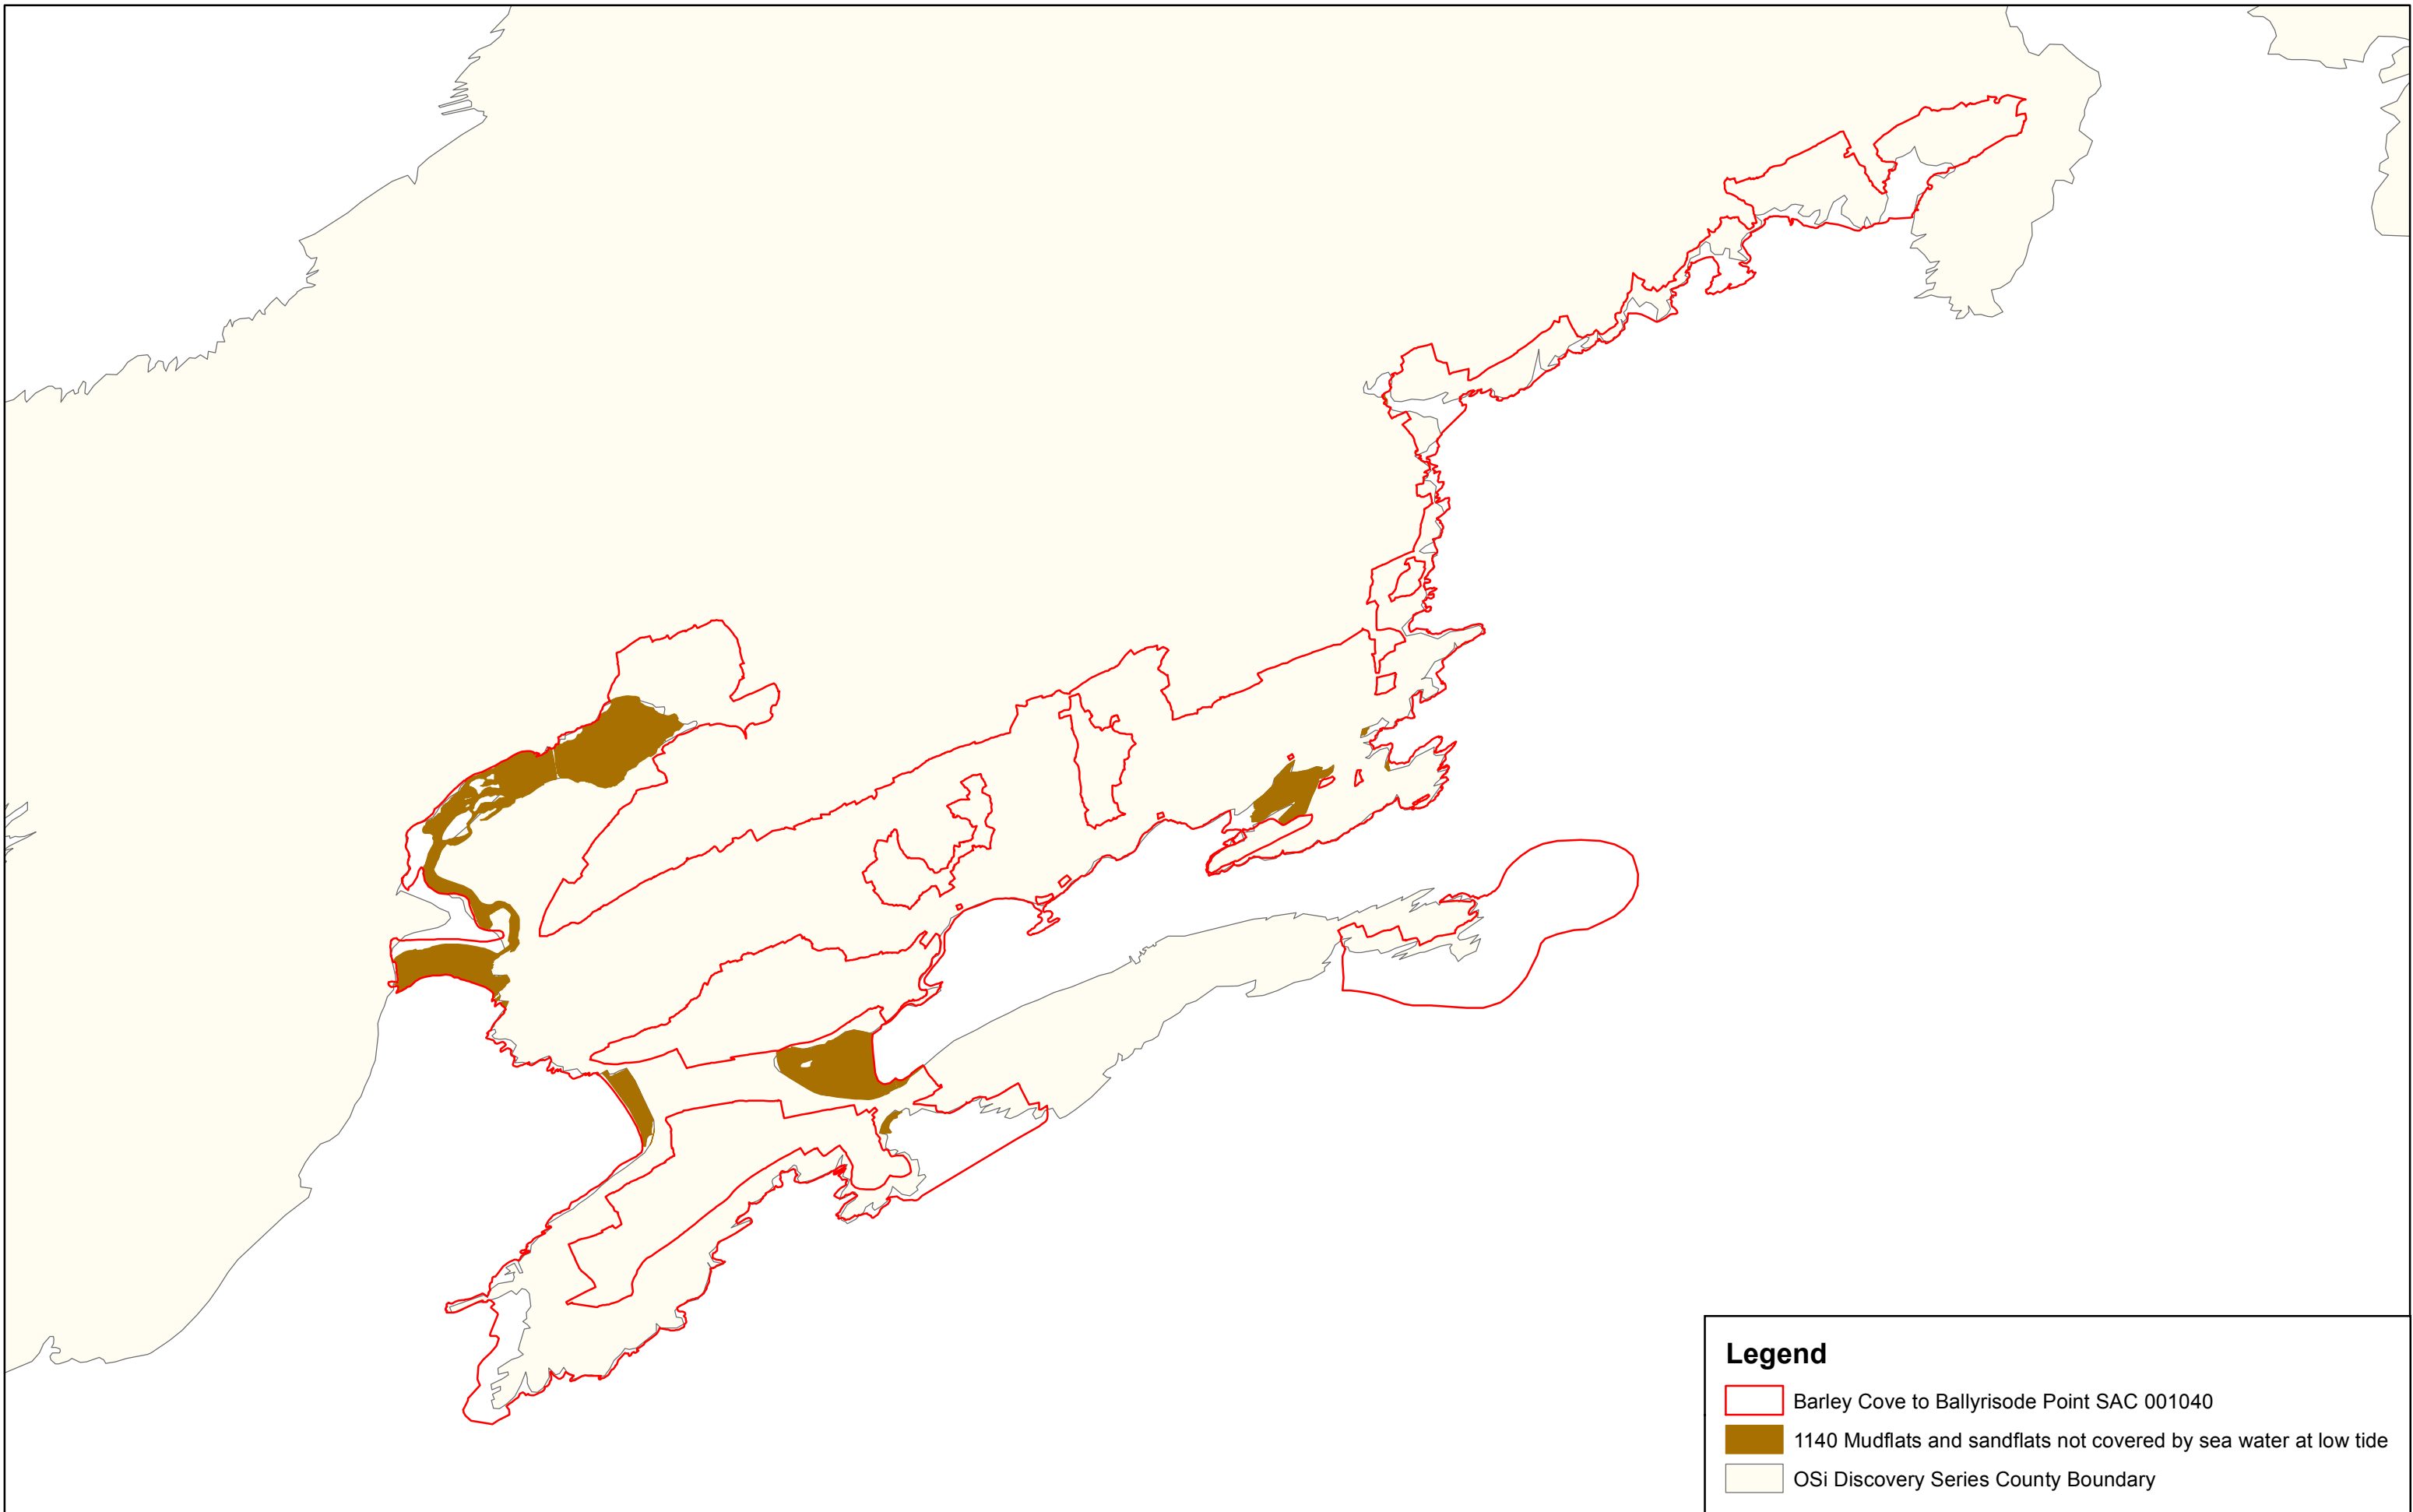 Legend
Barley Cove to Ballyrisode Point SAC 001040
1140 Mudflats and sandflats not covered by sea water at low tide
OSi Discovery Series County Boundary